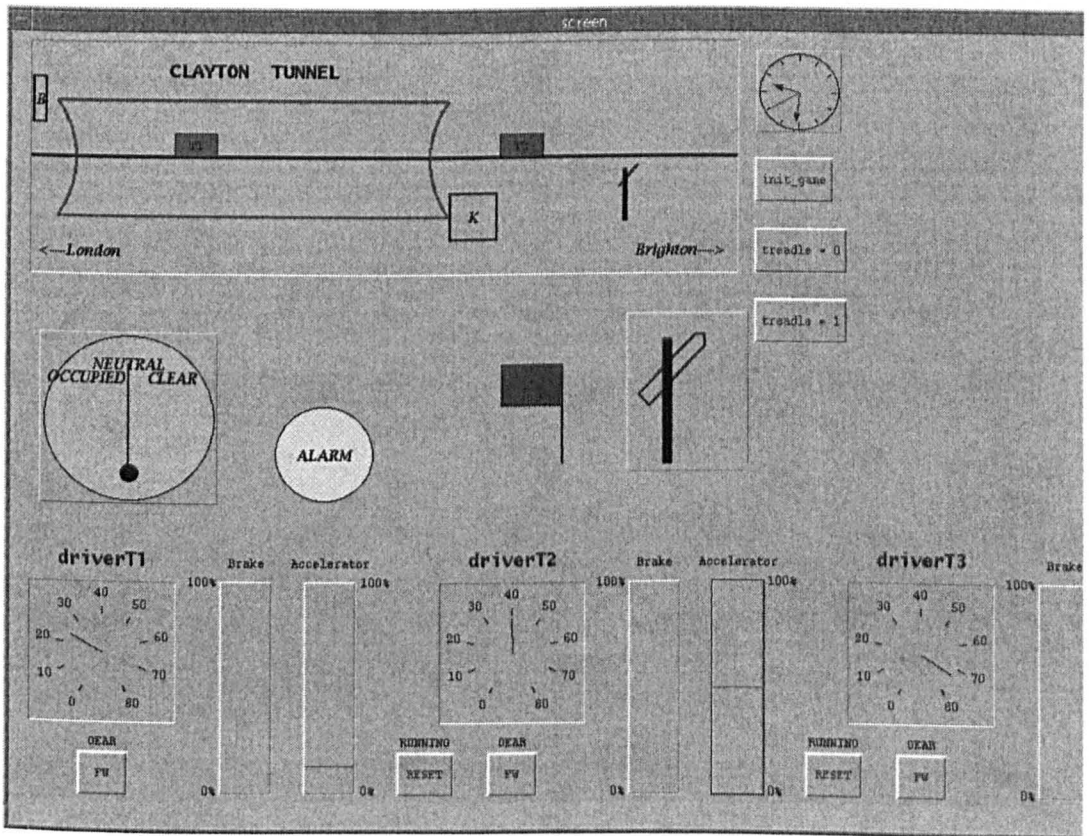 screen
CLAYTON TUNNEL
B
K
<---London
Brighton--->
init_game
treadle = 0
treadle = 1
NEUTRAL
OCCUPIED CLEAR
ALARM
driverT1
Brake
Accelerator
100%
100%
0
10
20
30
40
50
60
70
80
GEAR
FW
0%
0%
driverT2
Brake
Accelerator
100%
100%
0
10
20
30
40
50
60
70
80
RUNNING
RESET
GEAR
FW
0%
0%
driverT3
Brake
100%
0
10
20
30
40
50
60
70
80
RUNNING
RESET
GEAR
FW
0%